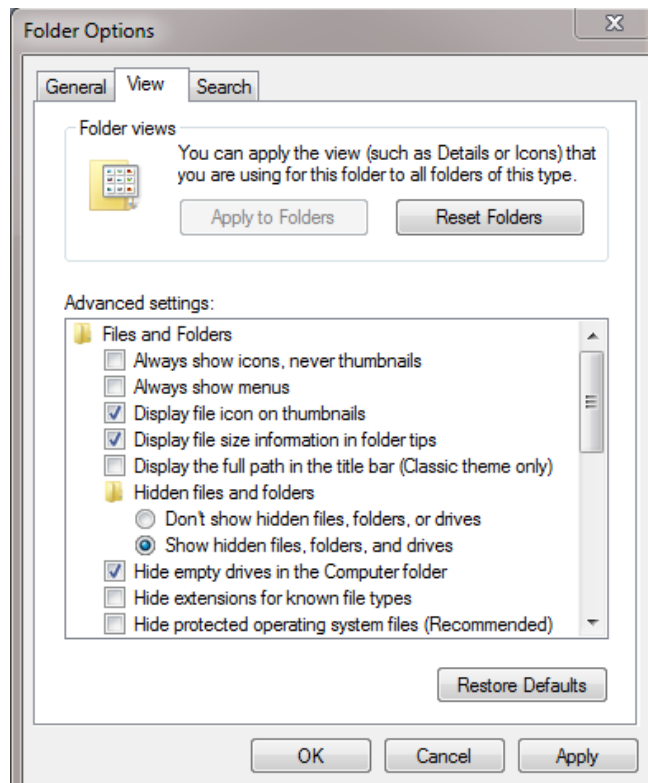 Folder Options
General View Search
Folder views
You can apply the view (such as Details or Icons) that
you are using for this folder to all folders of this type.
Apply to Folders Reset Folders
Advanced settings:
Files and Folders
Always show icons, never thumbnails
Always show menus
Display file icon on thumbnails
Display file size information in folder tips
Display the full path in the title bar (Classic theme only)
Hidden files and folders
Don't show hidden files, folders, or drives
Show hidden files, folders, and drives
Hide empty drives in the Computer folder
Hide extensions for known file types
Hide protected operating system files (Recommended)
Restore Defaults
OK Cancel Apply